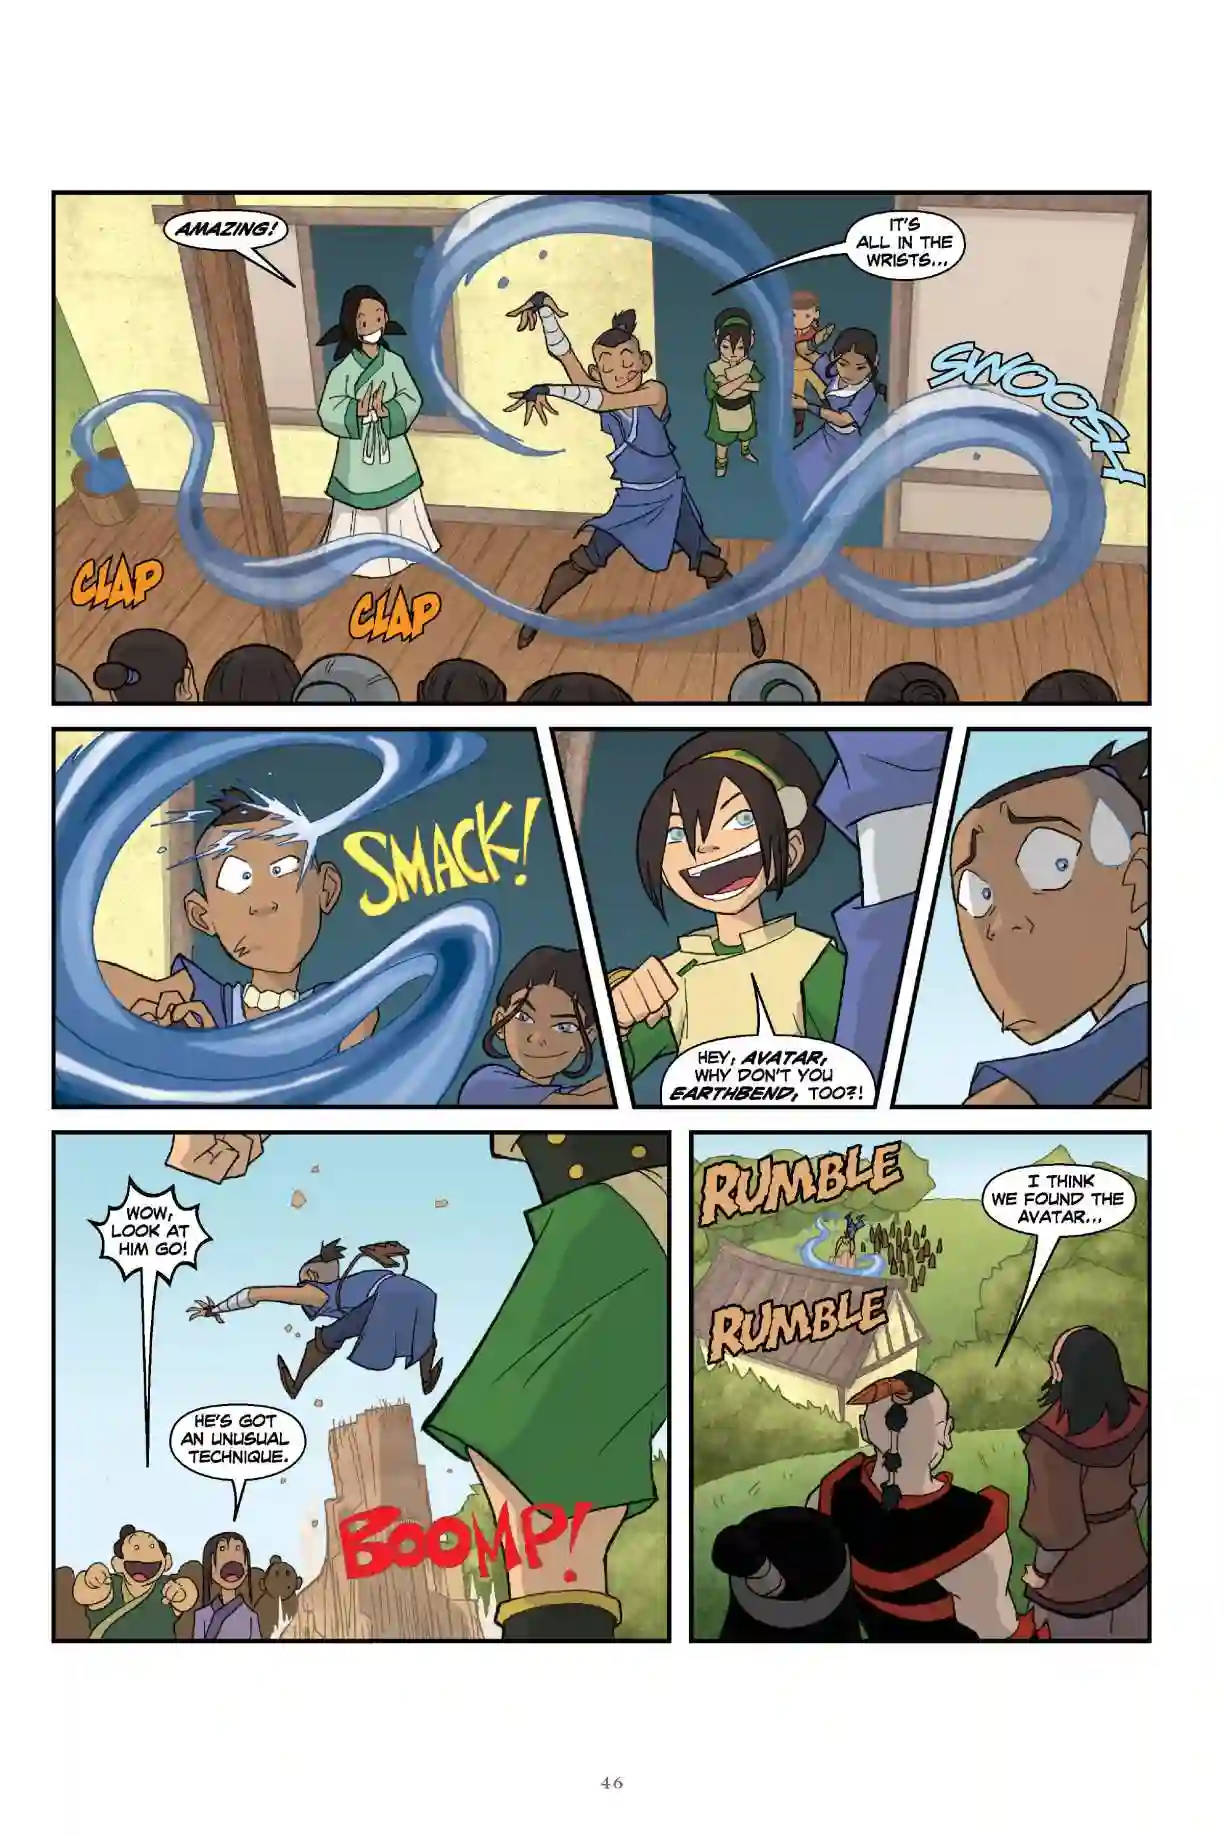 AMAZING!
IT'S
ALL IN THE
WRISTS...
SWOOSH
CLAP
CLAP
SMACK!
HEY, AVATAR,
WHY DON'T YOU
EARTHBEND, TOO?!
WOW,
LOOK AT
HIM GO!
HE'S GOT
AN UNUSUAL
TECHNIQUE.
BOOMP!
RUMBLE
I THINK
WE FOUND THE
AVATAR...
RUMBLE
46